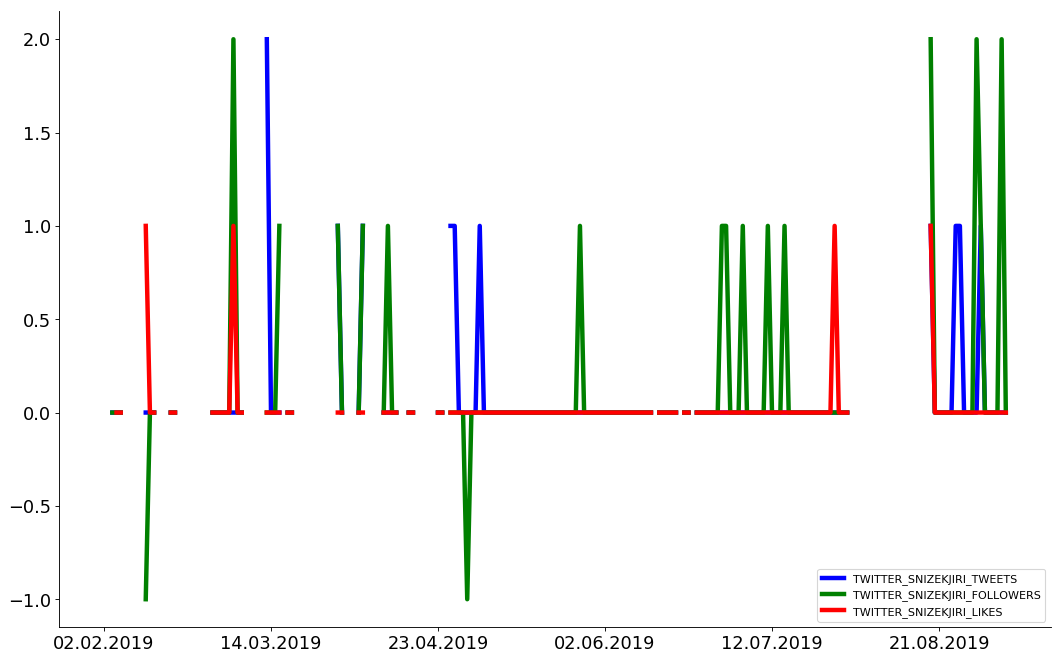 2.0
1.5
1.0
0.5
0.0
−0.5
−1.0
02.02.2019 14.03.2019 23.04.2019 02.06.2019 12.07.2019 21.08.2019
TWITTER_SNIZEKJIRI_TWEETS
TWITTER_SNIZEKJIRI_FOLLOWERS
TWITTER_SNIZEKJIRI_LIKES